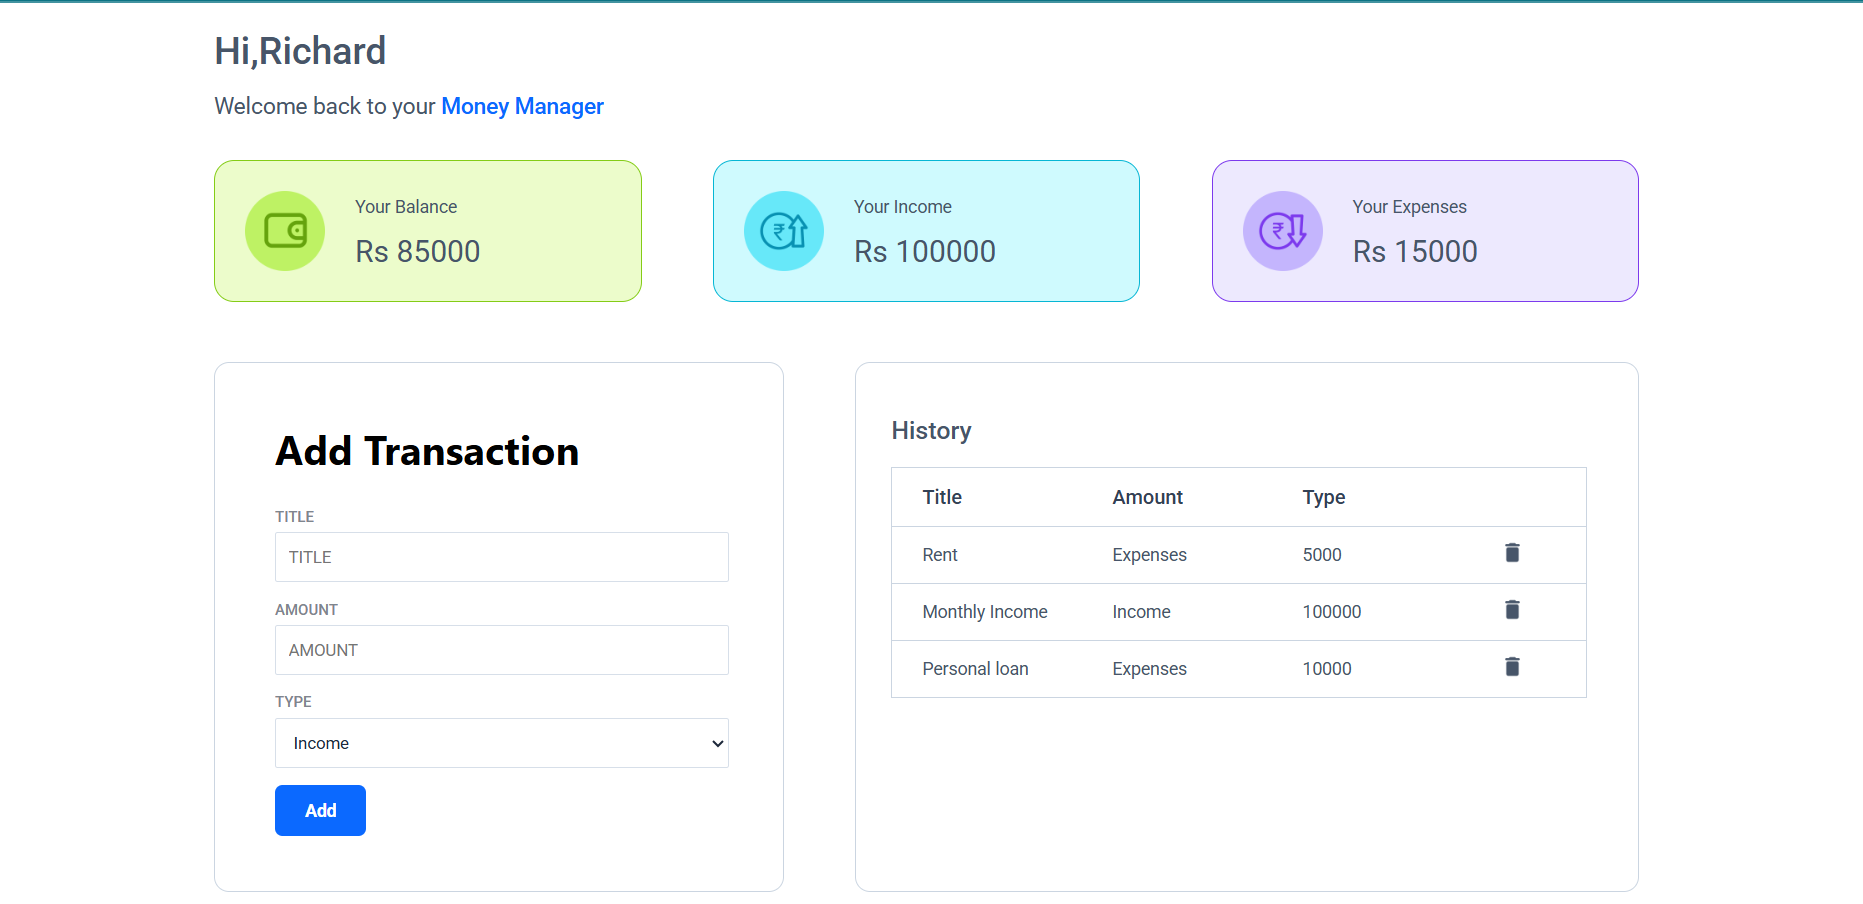 Hi,Richard
Welcome back to your Money Manager
Your Balance
Rs 85000
₹
Your Income
Rs 100000
₹
Your Expenses
Rs 15000
Add Transaction
TITLE
TITLE
AMOUNT
AMOUNT
TYPE
Income
Add
History
Title Amount Type
Rent Expenses 5000
Monthly Income Income 100000
Personal loan Expenses 10000